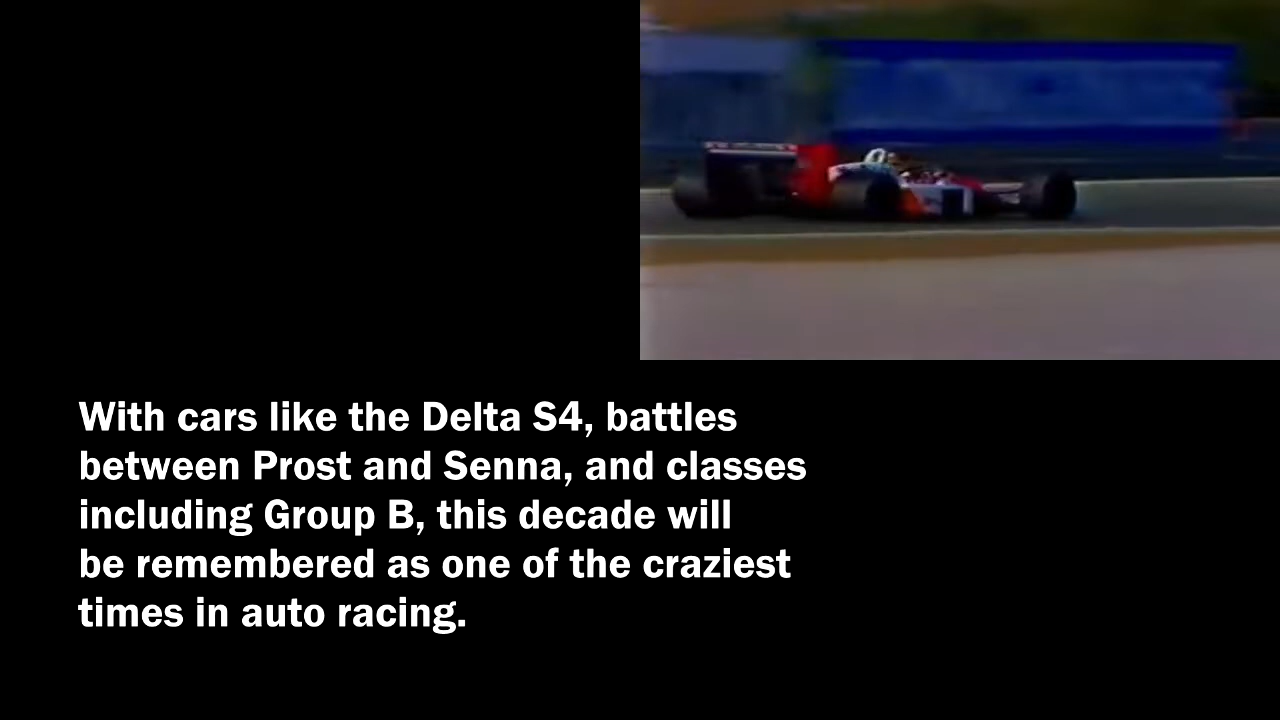 With cars like the Delta S4, battles
between Prost and Senna, and classes
including Group B, this decade will
be remembered as one of the craziest
times in auto racing.